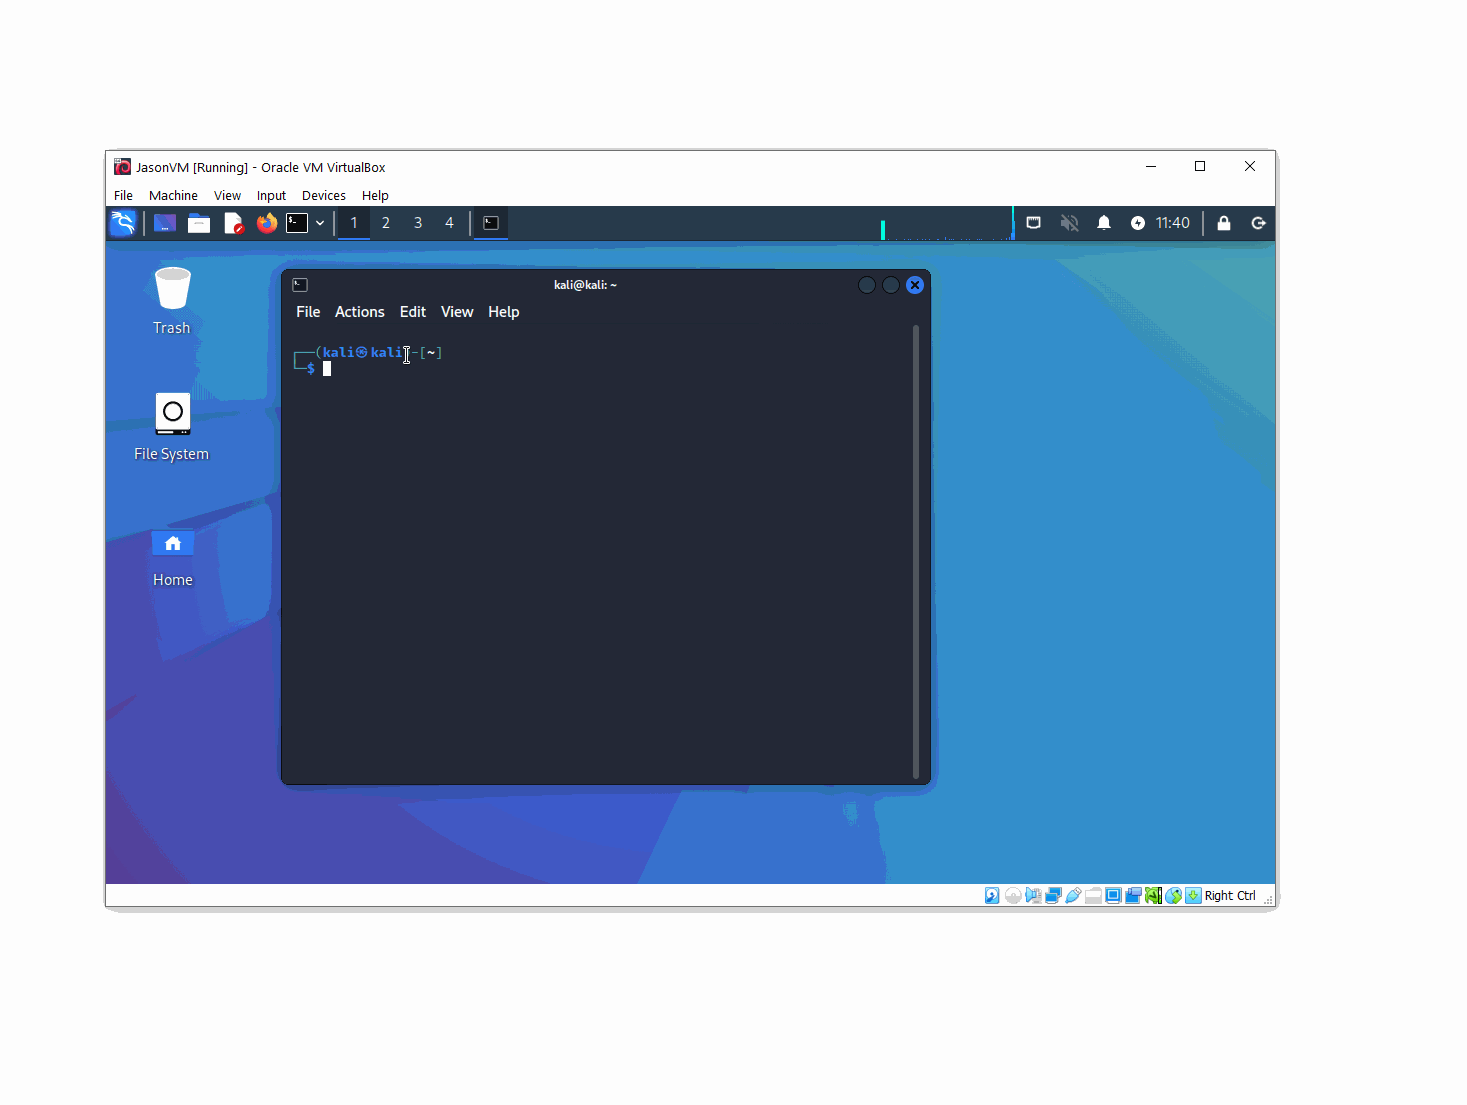 JasonVM [Running] - Oracle VM VirtualBox
File Machine View Input Devices Help
1 2 3 4 11:40
Trash
File System
Home
kali@kali: ~
File Actions Edit View Help
┌──(kali㉿kali)-[~]
└─$
Right Ctrl